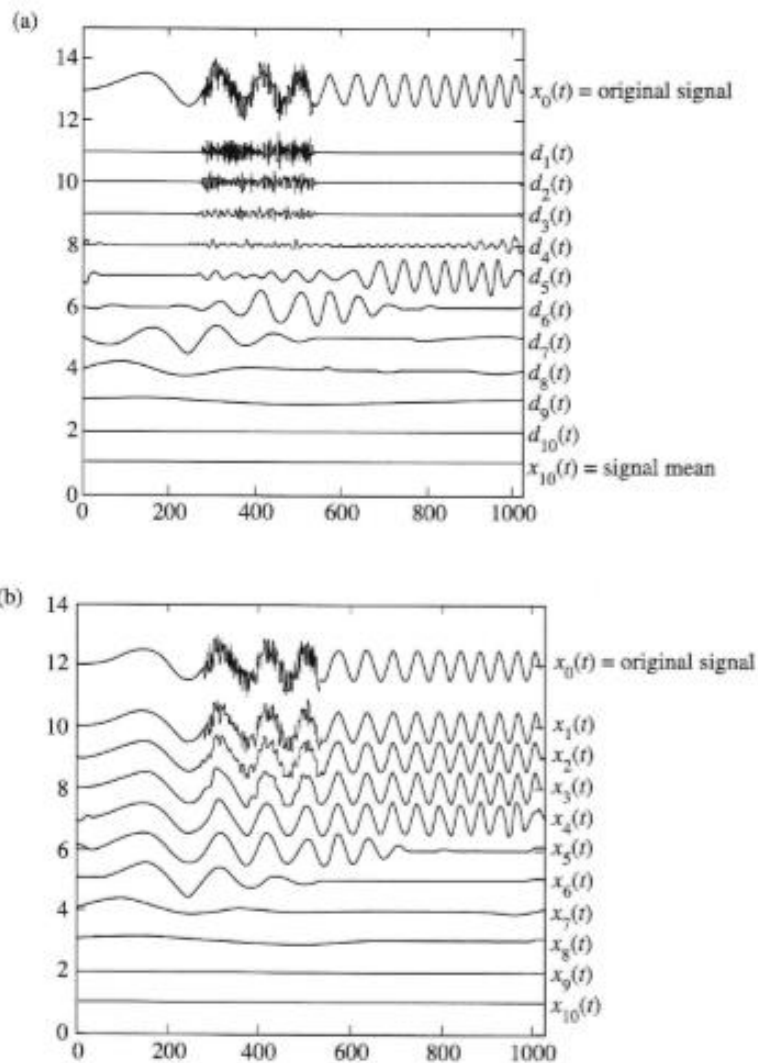 (a)
14
12
10
8
6
4
2
0
0 200 400 600 800 1000
x₀(t) = original signal
d₁(t)
d₂(t)
d₃(t)
d₄(t)
d₅(t)
d₆(t)
d₇(t)
d₈(t)
d₉(t)
d₁₀(t)
x₁₀(t) = signal mean
(b)
14
12
10
8
6
4
2
0
0 200 400 600 800 1000
x₀(t) = original signal
x₁(t)
x₂(t)
x₃(t)
x₄(t)
x₅(t)
x₆(t)
x₇(t)
x₈(t)
x₉(t)
x₁₀(t)